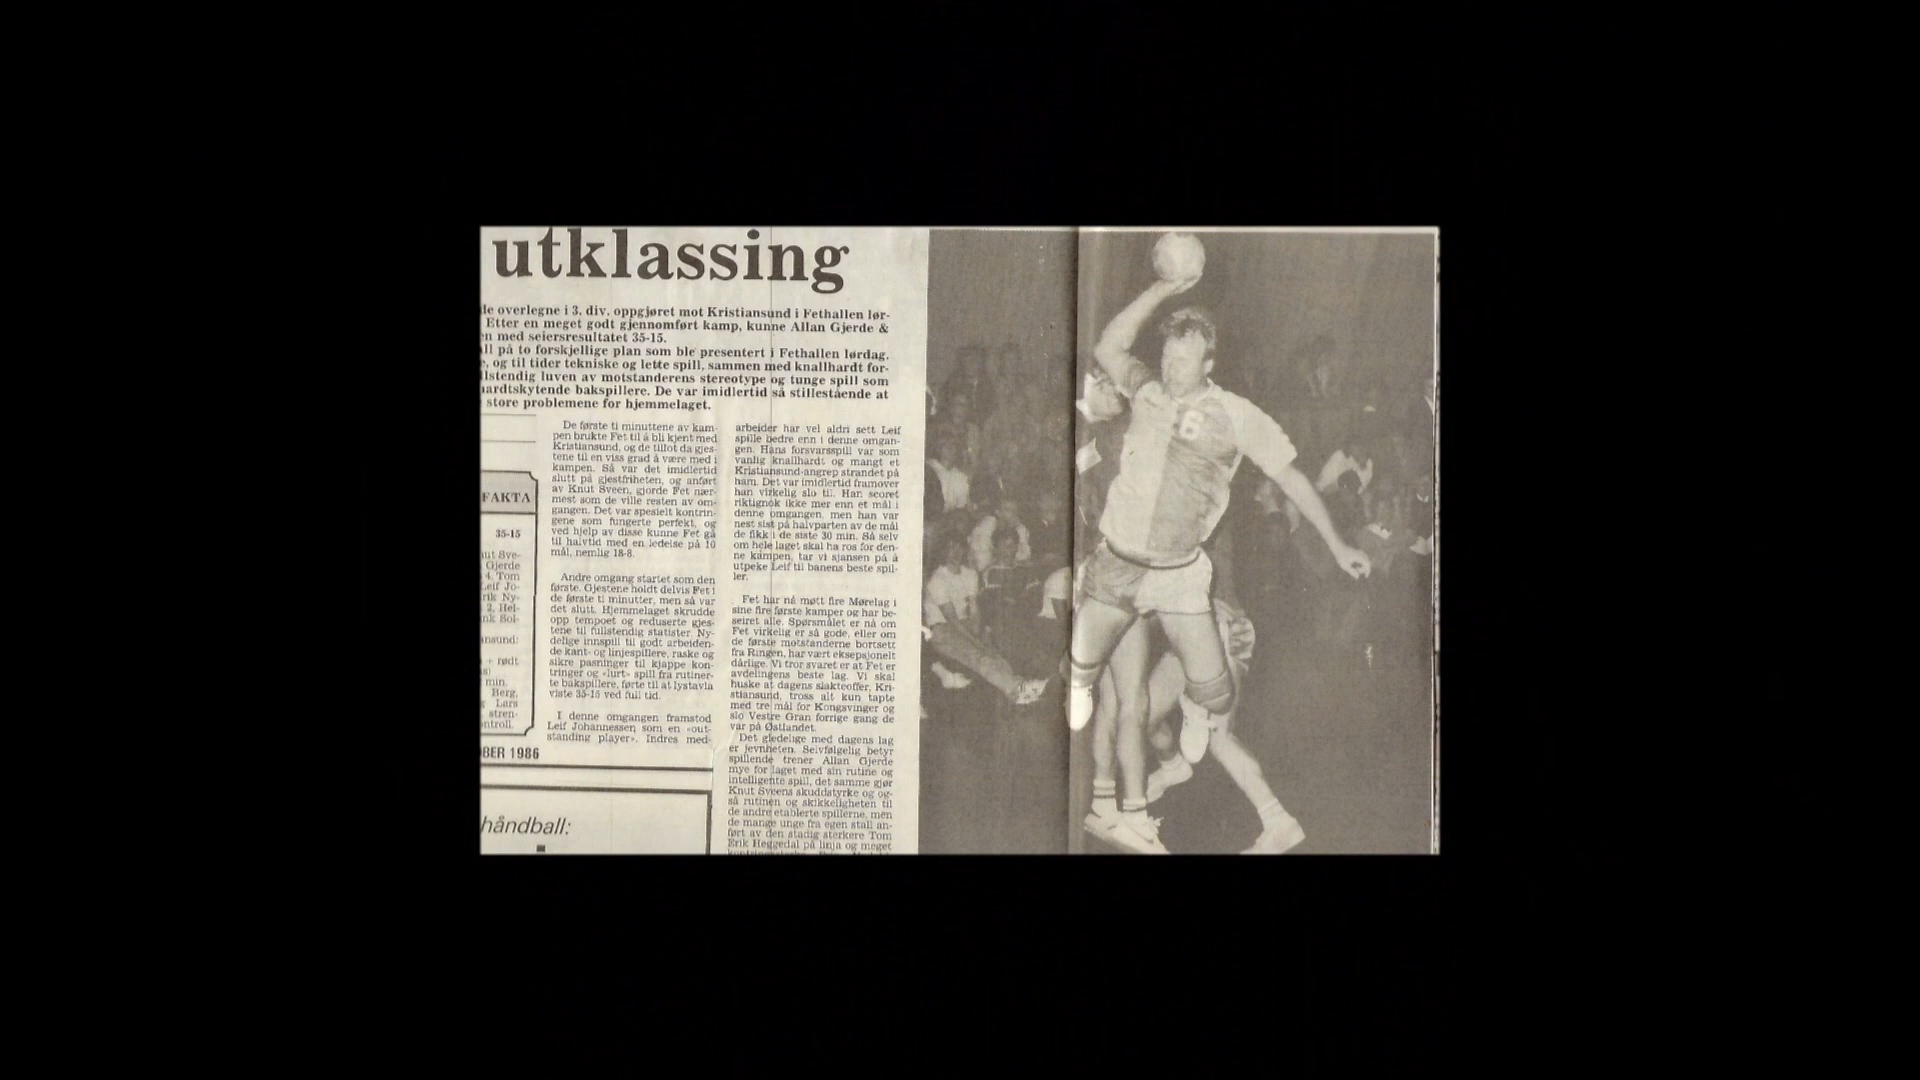 utklassing
le overlegne i 3. div. oppgjøret mot Kristiansund i Fethallen lør-
Etter en meget godt gjennomført kamp, kunne Allan Gjerde &
n med seiersresultatet 35-15.
ll på to forskjellige plan som ble presentert i Fethallen lørdag.
e, og til tider tekniske og lette spill, sammen med knallhardt for-
llstendig luven av motstanderens stereotype og tunge spill som
ardtskytende bakspillere. De var imidlertid så stillestående at
store problemene for hjemmelaget.
FAKTA
35-15
ut Sve-
Gjerde
4. Tom
Leif Jo-
rik Ny-
2, Hel-
nk Bol-
nsund:
+ rødt
s)
min.
Berg,
g Lars
stren-
ntroll.
BER 1986
håndball:
De første ti minuttene av kam-
pen brukte Fet til å bli kjent med
Kristiansund, og de tillot da gjes-
tene til en viss grad å være med i
kampen. Så var det imidlertid
slutt på gjestfriheten, og anført
av Knut Sveen, gjorde Fet nær-
mest som de ville resten av om-
gangen. Det var spesielt kontrin-
gene som fungerte perfekt, og
ved hjelp av disse kunne Fet gå
til halvtid med en ledelse på 10
mål, nemlig 18-8.
Andre omgang startet som den
første. Gjestene holdt delvis Fet i
de første ti minutter, men så var
det slutt. Hjemmelaget skrudde
opp tempoet og reduserte gjes-
tene til fullstendig statister. Ny-
delige innspill til godt arbeiden-
de kant- og linjespillere, raske og
sikre pasninger til kjappe kon-
tringer og «lurt» spill fra rutiner-
te bakspillere, førte til at lystavla
viste 35-15 ved full tid.
I denne omgangen framstod
Leif Johannessen som en «out-
standing player». Indres med-
arbeider har vel aldri sett Leif
spille bedre enn i denne omgan-
gen. Hans forsvarsspill var som
vanlig knallhardt og mangt et
Kristiansund-angrep strandet på
ham. Det var imidlertid framover
han virkelig slo til. Han scoret
riktignok ikke mer enn et mål i
denne omgangen, men han var
nest sist på halvparten av de mål
de fikk i de siste 30 min. Så selv
om hele laget skal ha ros for den-
ne kampen, tar vi sjansen på å
utpeke Leif til banens beste spil-
ler.
Fet har nå møtt fire Mørelag i
sine fire første kamper og har be-
seiret alle. Spørsmålet er nå om
Fet virkelig er så gode, eller om
de første motstanderne bortsett
fra Ringen, har vært eksepsjonelt
dårlige. Vi tror svaret er at Fet er
avdelingens beste lag. Vi skal
huske at dagens slakteoffer, Kri-
stiansund, tross alt kun tapte
med tre mål for Kongsvinger og
slo Vestre Gran forrige gang de
var på Østlandet.
Det gledelige med dagens lag
er jevnheten. Selvfølgelig betyr
spillende trener Allan Gjerde
mye for laget med sin rutine og
intelligente spill, det samme gjør
Knut Sveens skuddstyrke og og-
så rutinen og skikkeligheten til
de andre etablerte spillerne, men
de mange unge fra egen stall an-
ført av den stadig sterkere Tom
Erik Heggedal på linja og meget
6